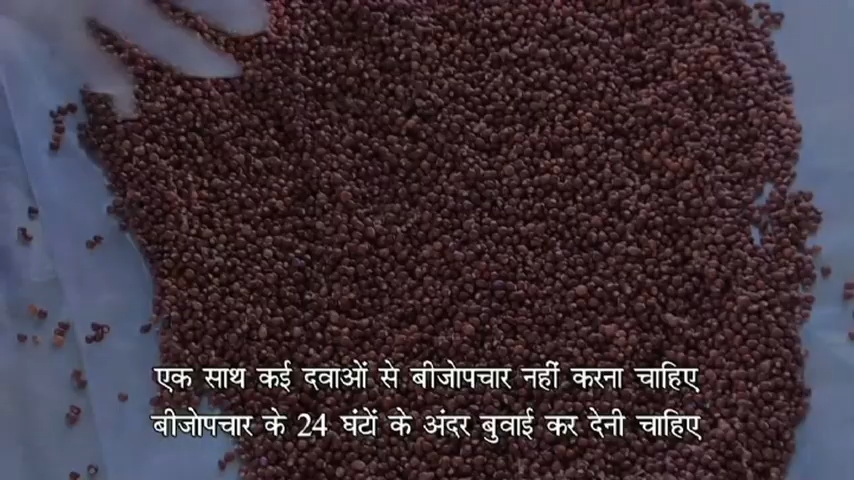 एक साथ कई दवाओं से बीजोपचार नहीं करना चाहिए
बीजोपचार के 24 घंटों के अंदर बुवाई कर देनी चाहिए